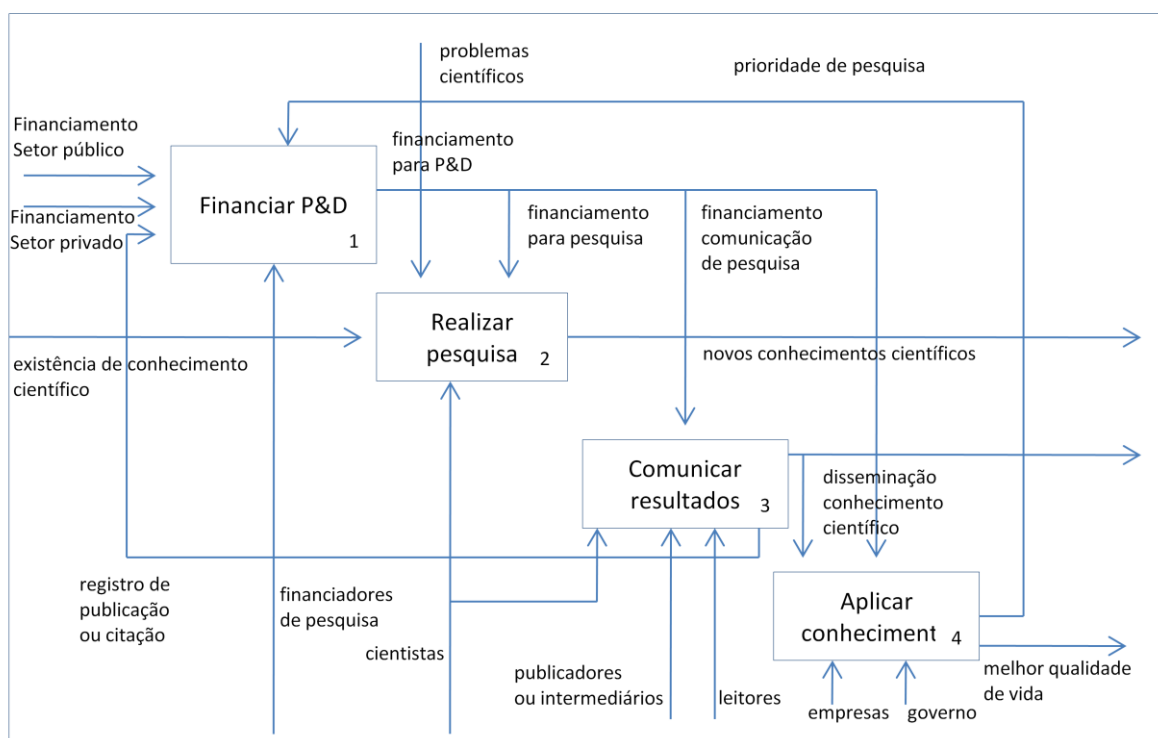 problemas
científicos
prioridade de pesquisa
Financiamento
Setor público
financiamento
para P&D
Financiar P&D
1
Financiamento
Setor privado
financiamento
para pesquisa
financiamento
comunicação
de pesquisa
Realizar
pesquisa
2
existência de conhecimento
científico
novos conhecimentos científicos
Comunicar
resultados
3
disseminação
conhecimento
científico
registro de
publicação
ou citação
financiadores
de pesquisa
cientistas
Aplicar
conheciment
4
publicadores
ou intermediários
leitores
empresas
governo
melhor qualidade
de vida